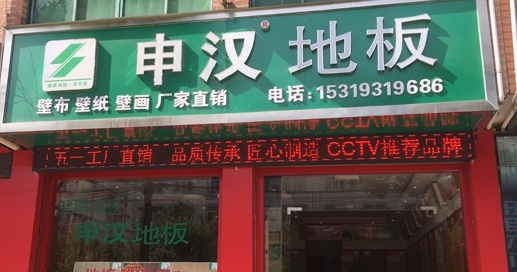 申汉地板
壁布 壁纸 壁画 厂家直销 电话:15319319686
五一工厂直销 品质传承 匠心制造 CCTV推荐品牌
申汉地板